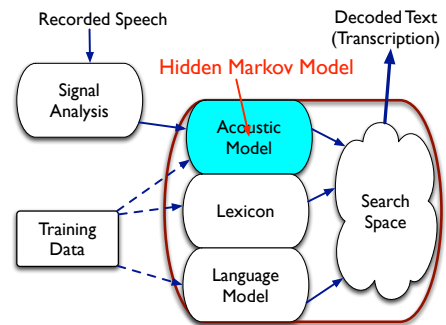 Recorded Speech
Decoded Text
(Transcription)
Hidden Markov Model
Signal
Analysis
Acoustic
Model
Lexicon
Search
Space
Training
Data
Language
Model